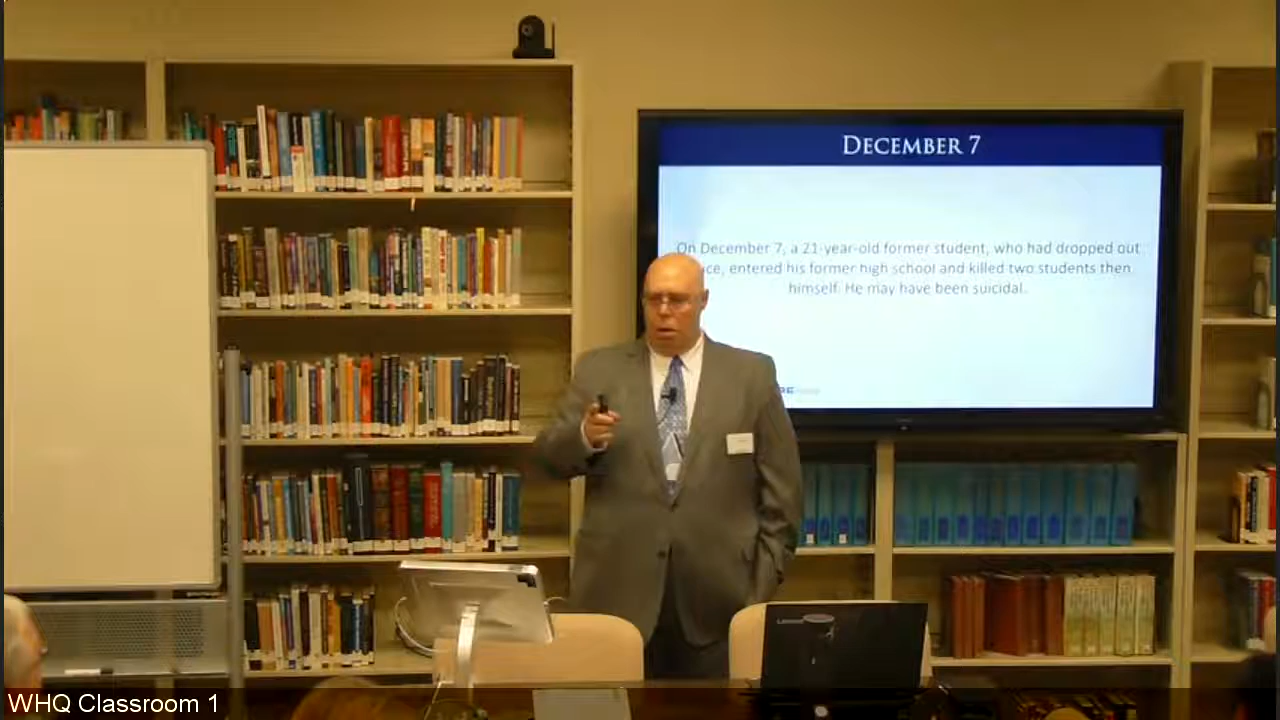 DECEMBER 7
On December 7, a 21-year-old former student, who had dropped out
entered his former high school and killed two students then
himself. He may have been suicidal.
Lenovo
WHQ Classroom 1